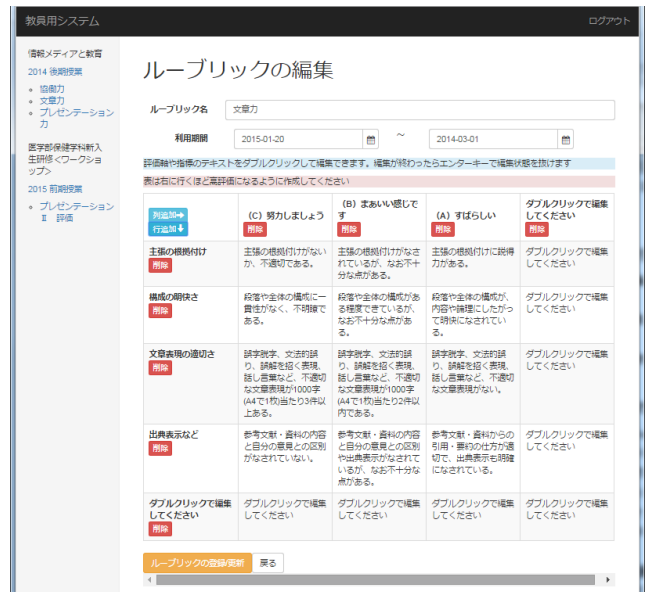 教員用システム
ログアウト
情報メディアと教育
2014 後期授業
協働力
文章力
プレゼンテーション
力
医学部保健学科新入
生研修<ワークショ
ップ>
2015 前期授業
プレゼンテーション
Ⅱ 評価
ルーブリックの編集
ルーブリック名
文章力
利用期間
2015-01-20
~
2014-03-01
評価軸や指標のテキストをダブルクリックして編集できます。編集が終わったらエンターキーで編集状態を抜けます
表は右に行くほど高評価になるように作成してください
列追加
行追加
(C) 努力しましょう
削除
(B) まあいい感じで
す
削除
(A) すばらしい
削除
ダブルクリックで編集
してください
削除
主張の根拠付け
削除
主張の根拠付けがない
か、不適切である。
主張の根拠付けがなさ
れているが、なお不十
分な点がある。
主張の根拠付けに説得
力がある。
ダブルクリックで編集
してください
構成の明快さ
削除
段落や全体の構成に一
貫性がなく、不明瞭で
ある。
段落や全体の構成があ
る程度できているが、
なお不十分な点があ
る。
段落や全体の構成が、
内容や論理にしたがっ
て明快になされてい
る。
ダブルクリックで編集
してください
文章表現の適切さ
削除
誤字脱字、文法的誤
り、誤解を招く表現、
話し言葉など、不適切
な文章表現が1000字
(A4で1枚)当たり3件以
上ある。
誤字脱字、文法的誤
り、誤解を招く表現、
話し言葉など、不適切
な文章表現が1000字
(A4で1枚)当たり2件以
内である。
誤字脱字、文法的誤
り、誤解を招く表現、
話し言葉など、不適切
な文章表現がない。
ダブルクリックで編集
してください
出典表示など
削除
参考文献・資料の内容
と自分の意見との区別
がなされていない。
参考文献・資料の内容
と自分の意見との区別
や出典表示がなされて
いるが、なお不十分な
点がある。
参考文献・資料からの
引用・要約の仕方が適
切で、出典表示も明確
になされている。
ダブルクリックで編集
してください
ダブルクリックで編集
してください
削除
ダブルクリックで編集
してください
ダブルクリックで編集
してください
ダブルクリックで編集
してください
ダブルクリックで編集
してください
ルーブリックの登録/更新
戻る